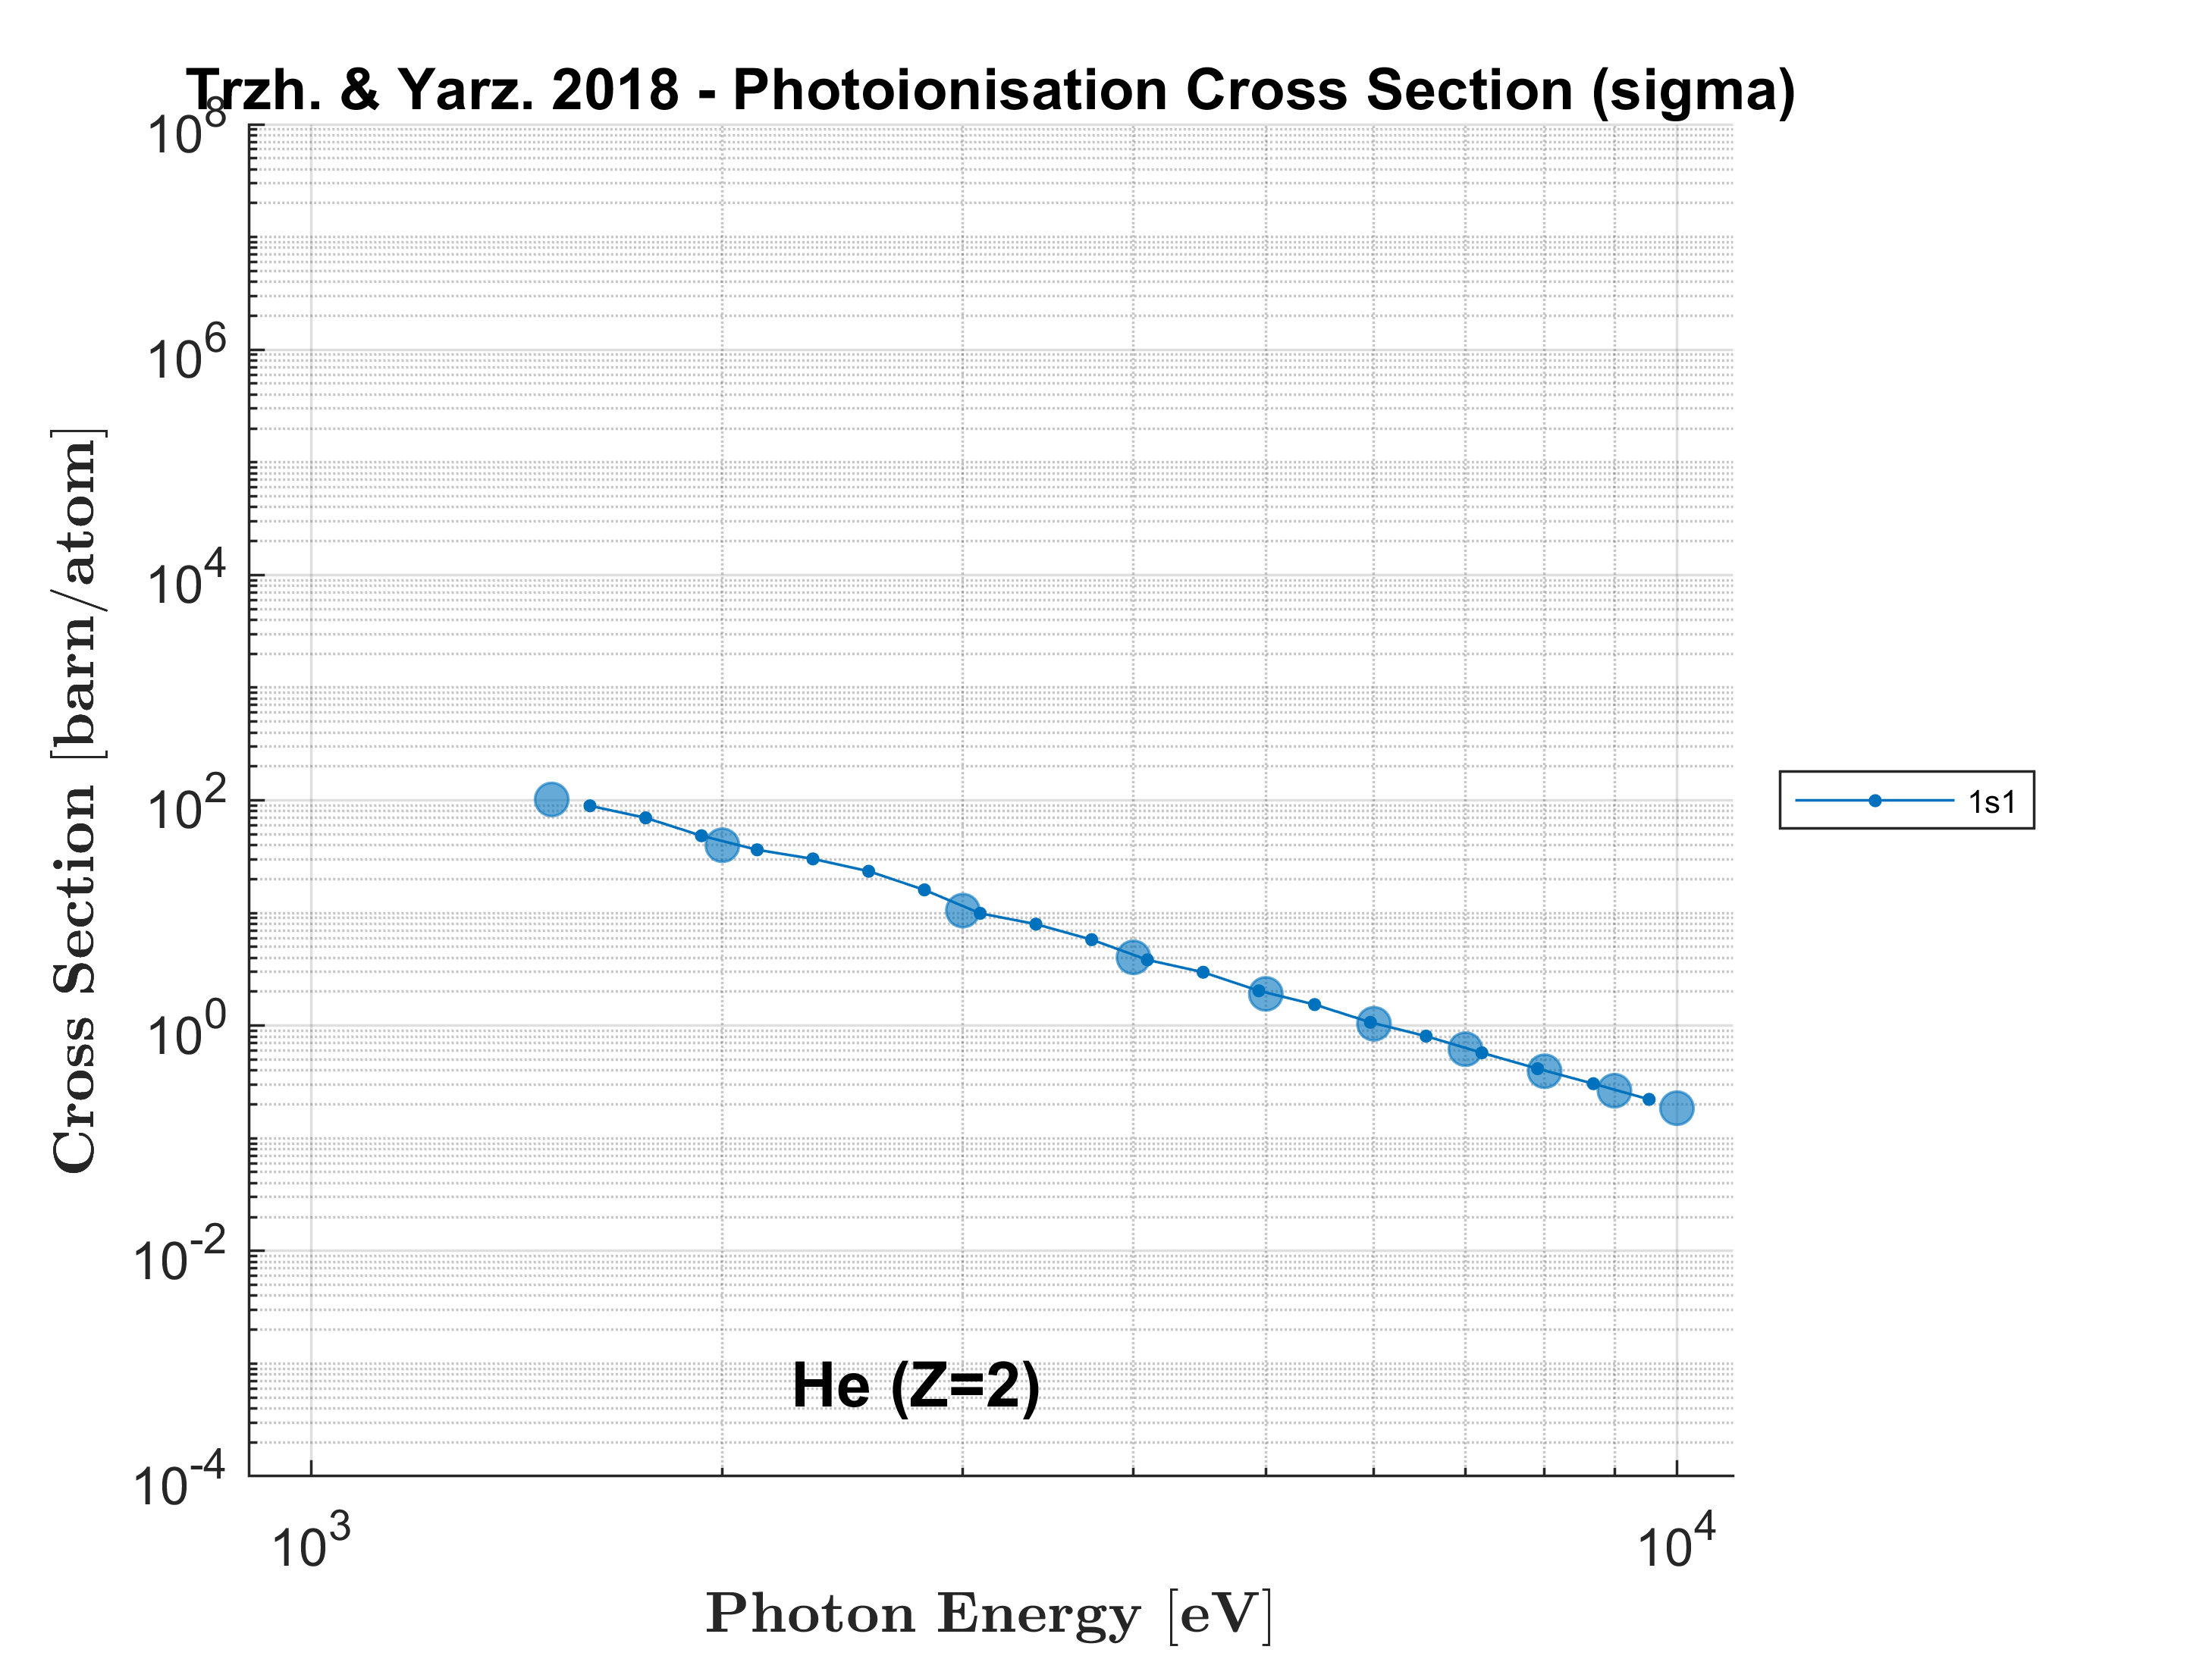 Trzh. & Yarz. 2018 - Photoionisation Cross Section (sigma)
10^8
10^6
10^4
10^2
10^0
10^-2
10^-4
Cross Section [barn/atom]
1s1
He (Z=2)
10^3
10^4
Photon Energy [eV]